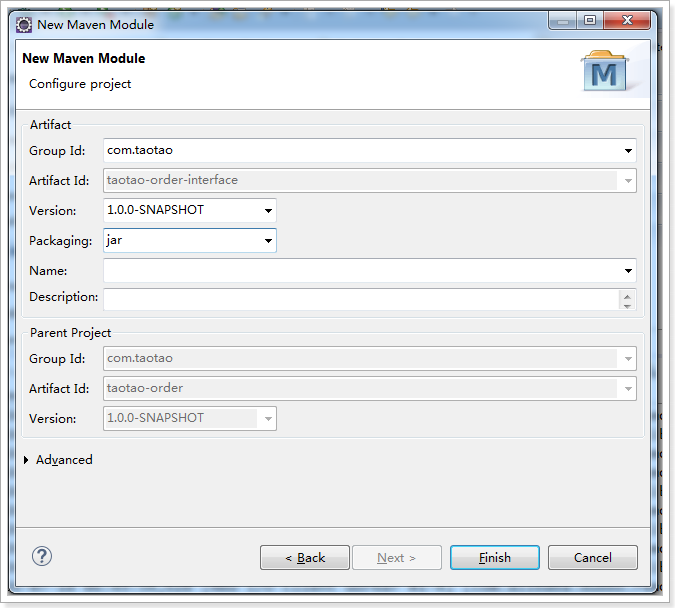 New Maven Module
New Maven Module
Configure project
M
Artifact
Group Id: com.taotao
Artifact Id: taotao-order-interface
Version: 1.0.0-SNAPSHOT
Packaging: jar
Name:
Description:
Parent Project
Group Id: com.taotao
Artifact Id: taotao-order
Version: 1.0.0-SNAPSHOT
Advanced
? < Back Next > Finish Cancel